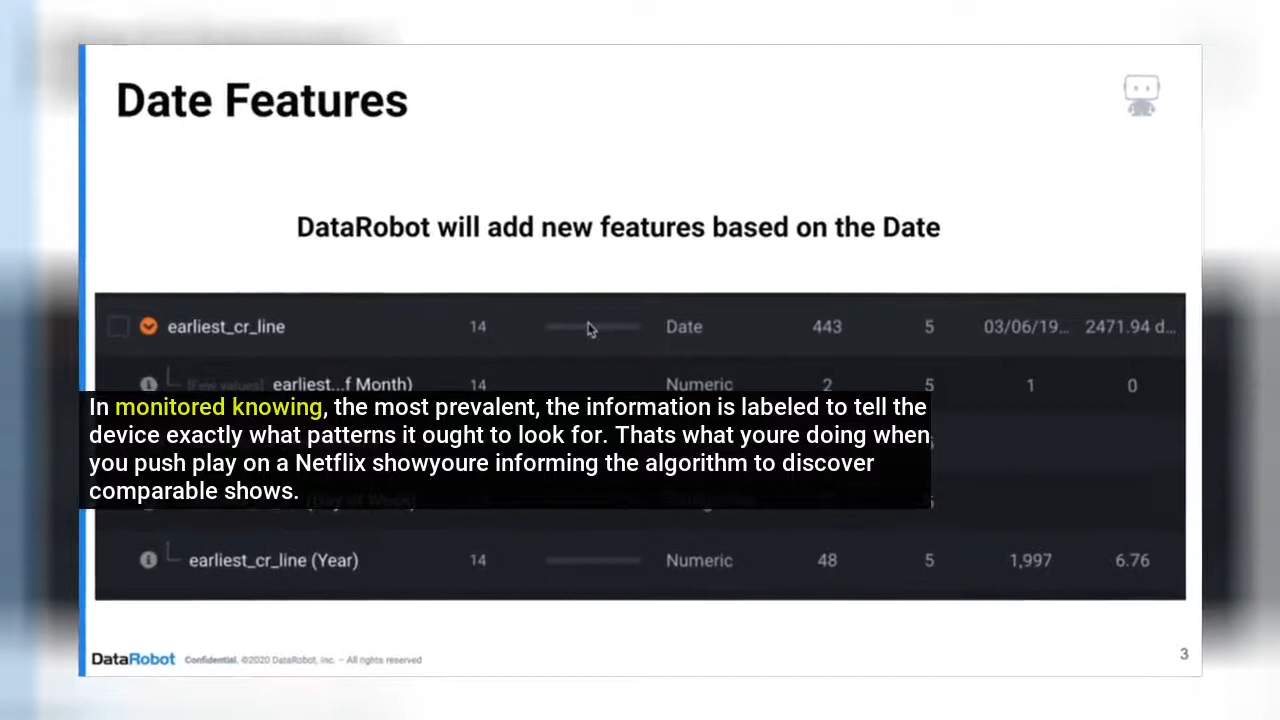 Date Features
DataRobot will add new features based on the Date
earliest_cr_line 14 Date 443 5 03/06/19... 2471.94 d...
[Few values] earliest...f Month) 14 Numeric 2 5 1 0
In monitored knowing, the most prevalent, the information is labeled to tell the
device exactly what patterns it ought to look for. Thats what youre doing when
you push play on a Netflix showyoure informing the algorithm to discover
comparable shows.
earliest_cr_line (Year) 14 Numeric 48 5 1,997 6.76
DataRobot Confidential. ©2020 DataRobot, Inc. – All rights reserved 3